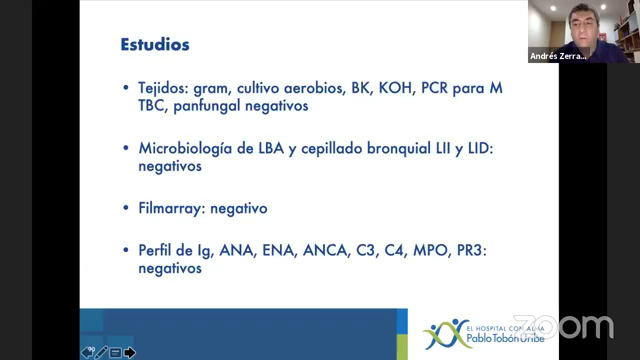 Estudios
• Tejidos: gram, cultivo aerobios, BK, KOH, PCR para M
TBC, panfungal negativos
• Microbiología de LBA y cepillado bronquial LII y LID:
negativos
• Filmarray: negativo
• Perfil de Ig, ANA, ENA, ANCA, C3, C4, MPO, PR3:
negativos
Andrés Zerra...
EL HOSPITAL CON ALMA
Pablo Tobón Uribe
zoom